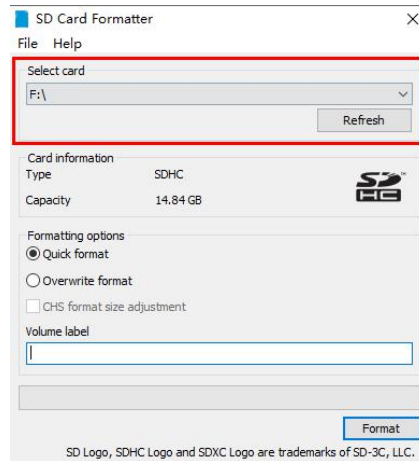 SD Card Formatter
File Help
Select card
F:\
Refresh
Card information
Type SDHC
Capacity 14.84 GB
SD HC
Formatting options
Quick format
Overwrite format
CHS format size adjustment
Volume label
Format
SD Logo, SDHC Logo and SDXC Logo are trademarks of SD-3C, LLC.